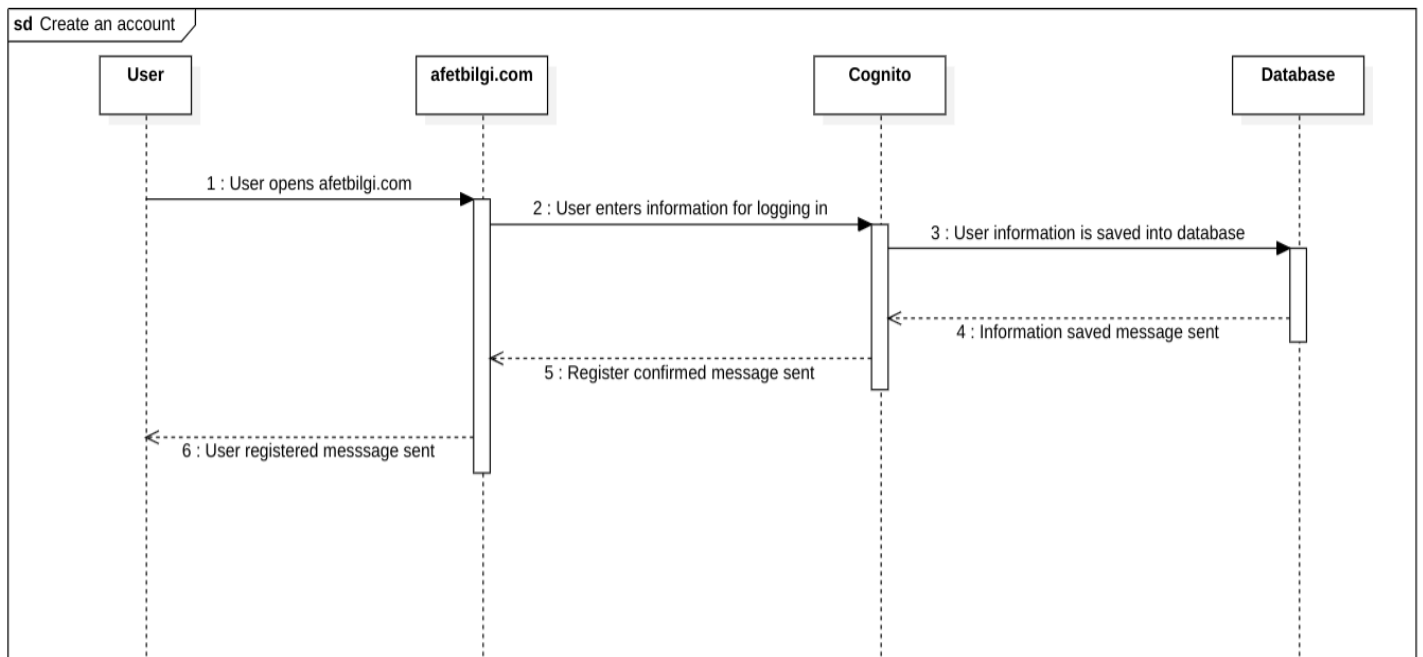 sd Create an account
User
afetbilgi.com
Cognito
Database
1 : User opens afetbilgi.com
2 : User enters information for logging in
3 : User information is saved into database
4 : Information saved message sent
5 : Register confirmed message sent
6 : User registered messsage sent